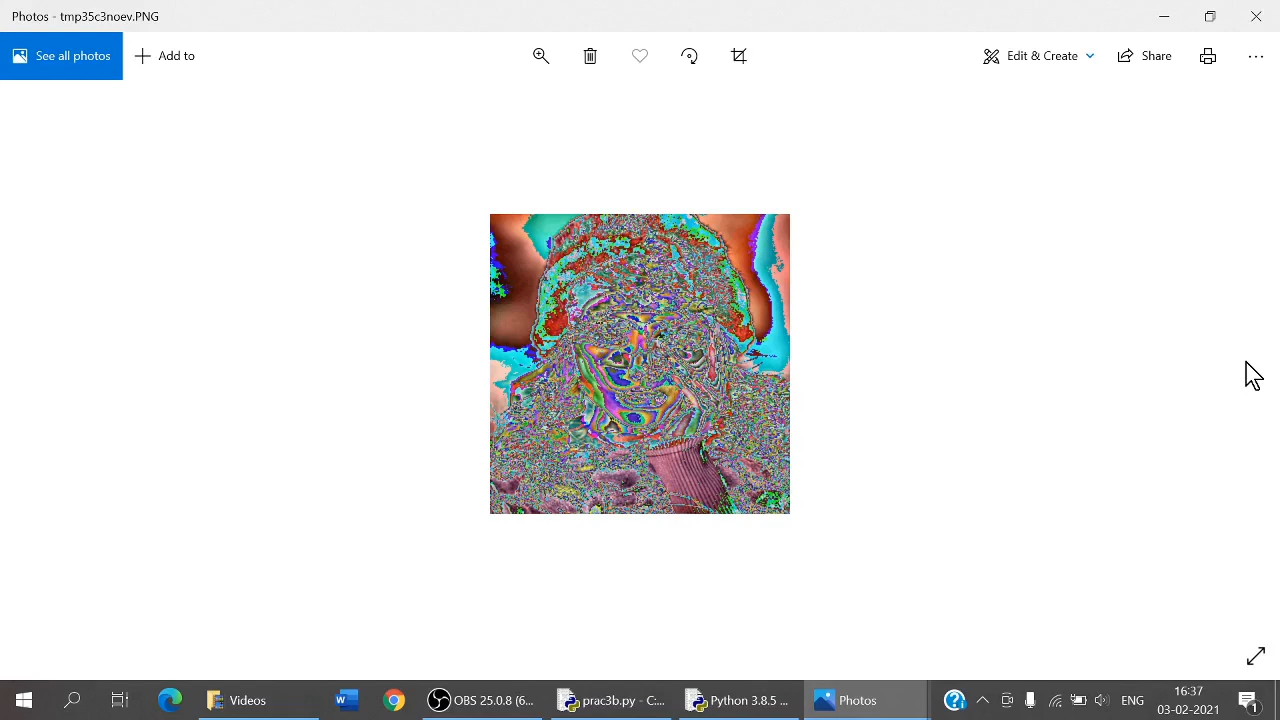 Photos - tmp35c3noev.PNG
See all photos
Add to
Edit & Create
Share
Videos
OBS 25.0.8 (6...
prac3b.py - C...
Python 3.8.5 ...
Photos
ENG
16:37
03-02-2021
1